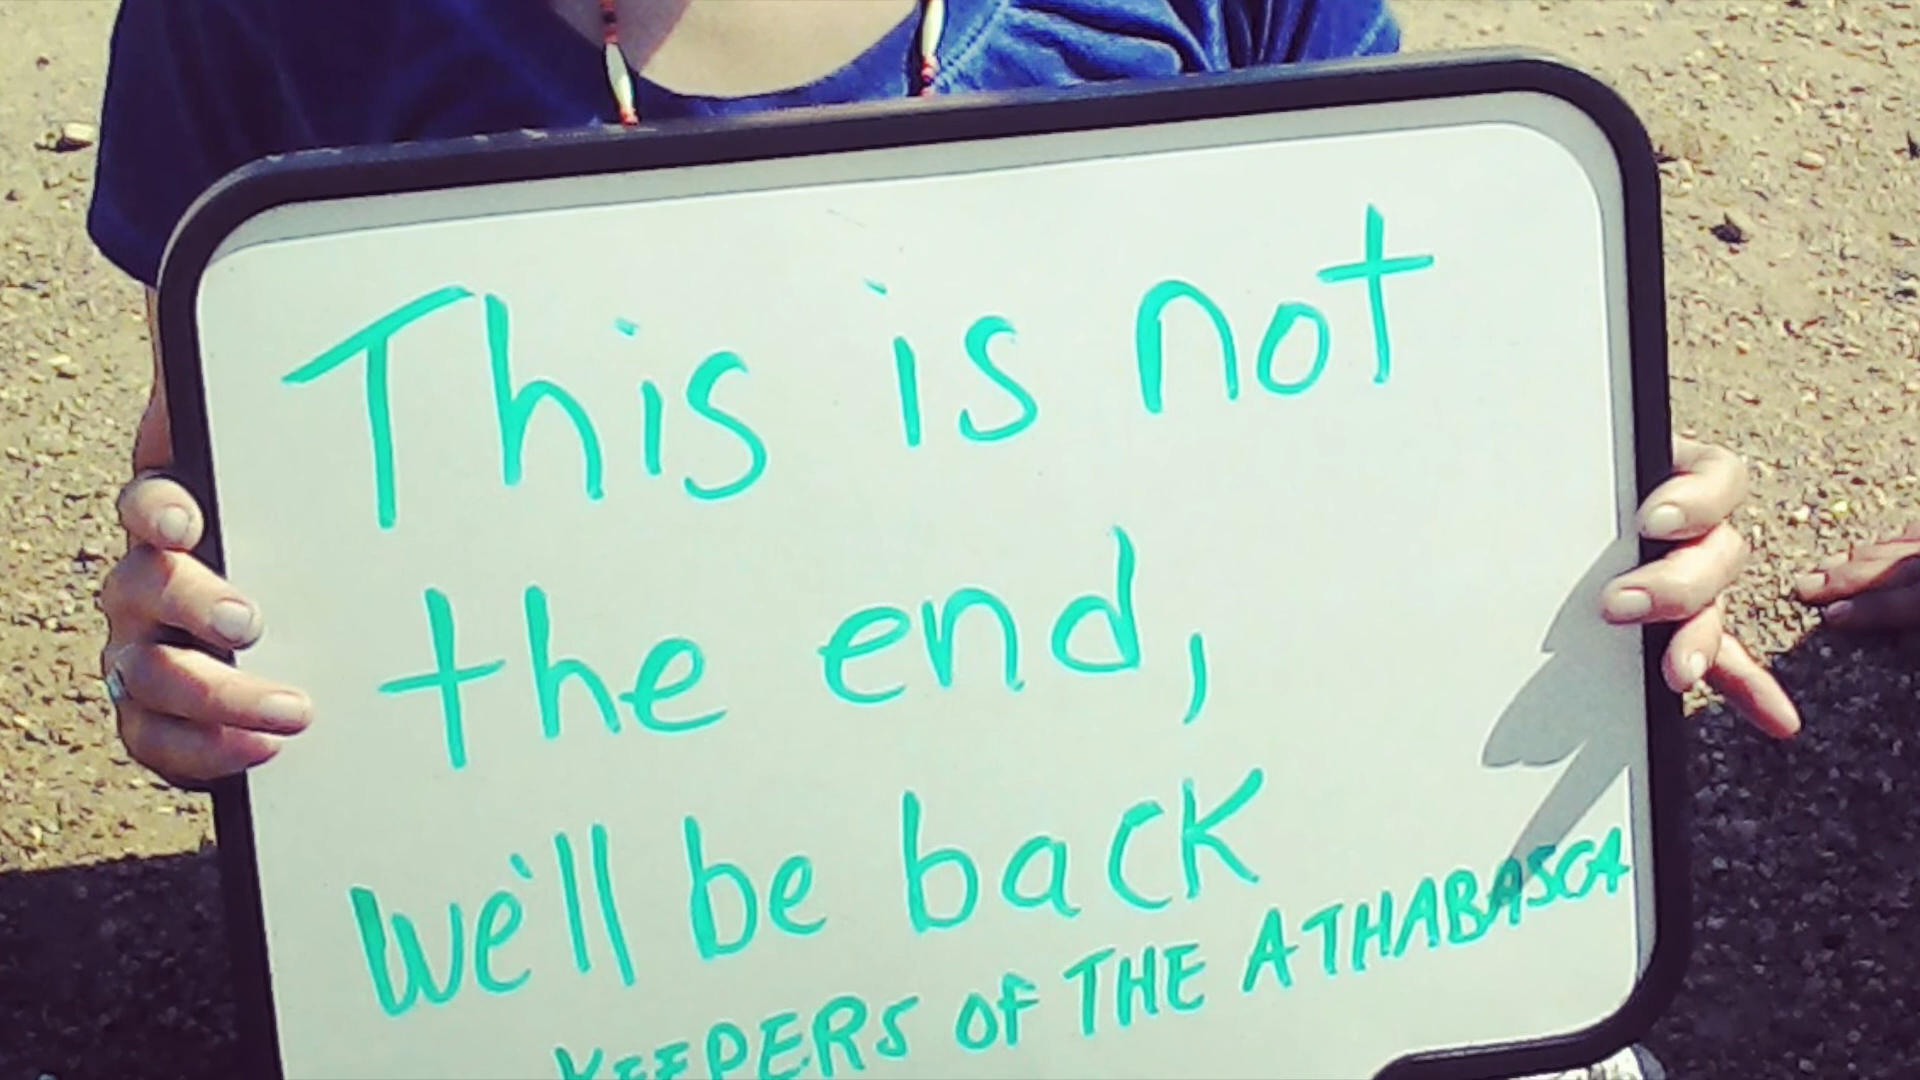 This is not
the end,
we'll be back
KEEPERS OF THE ATHABASCA